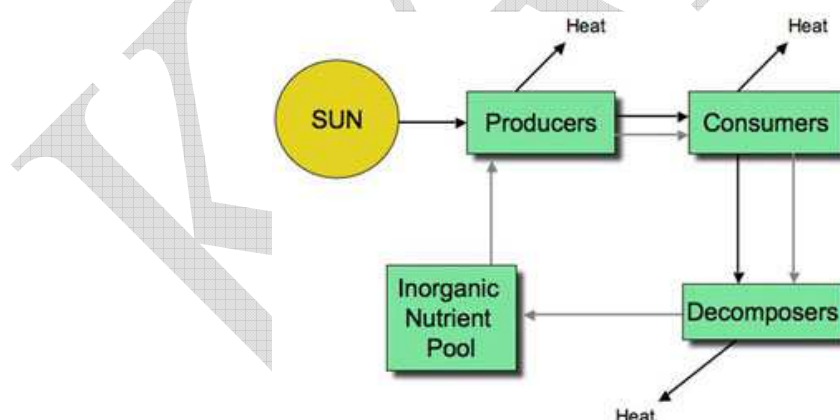 Heat
Heat
SUN
Producers
Consumers
Inorganic
Nutrient
Pool
Decomposers
Heat